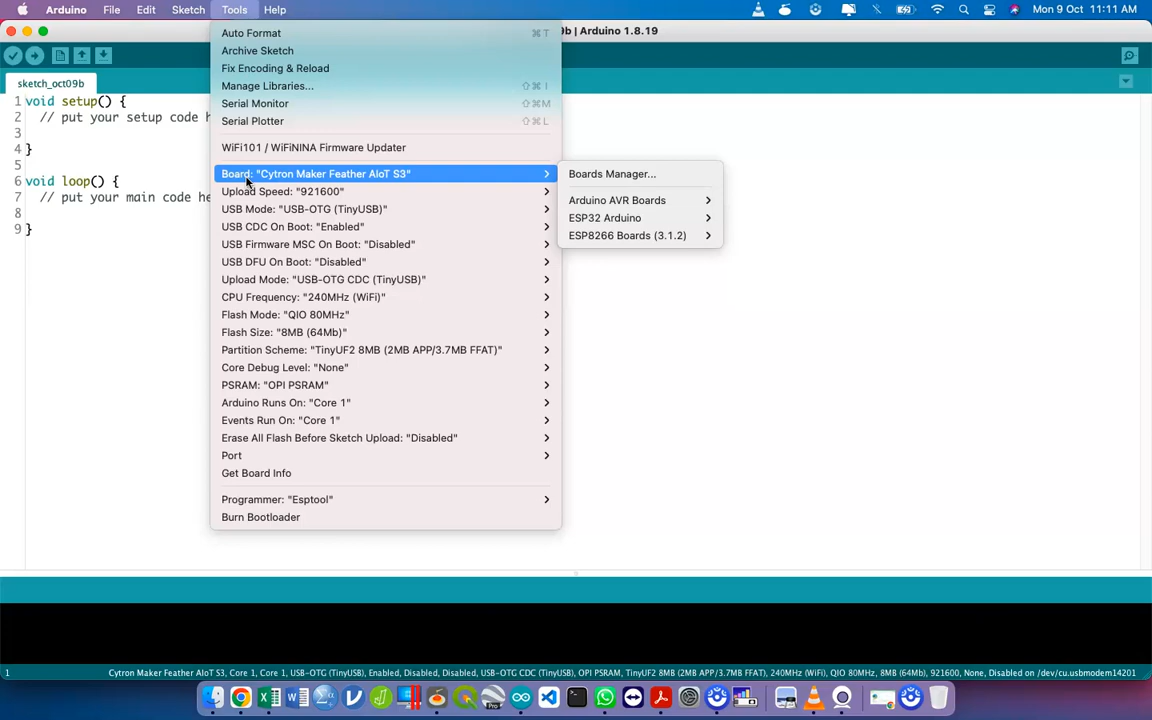 Arduino File Edit Sketch Tools Help Mon 9 Oct 11:11 AM
9b | Arduino 1.8.19
sketch_oct09b
1 void setup() {
2 // put your setup code h
3
4 }
5
6 void loop() {
7 // put your main code he
8
9 }
Auto Format ⌘T
Archive Sketch
Fix Encoding & Reload
Manage Libraries... ⇧⌘I
Serial Monitor ⇧⌘M
Serial Plotter ⇧⌘L
WiFi101 / WiFiNINA Firmware Updater
Board: "Cytron Maker Feather AIoT S3"
Upload Speed: "921600"
USB Mode: "USB-OTG (TinyUSB)"
USB CDC On Boot: "Enabled"
USB Firmware MSC On Boot: "Disabled"
USB DFU On Boot: "Disabled"
Upload Mode: "USB-OTG CDC (TinyUSB)"
CPU Frequency: "240MHz (WiFi)"
Flash Mode: "QIO 80MHz"
Flash Size: "8MB (64Mb)"
Partition Scheme: "TinyUF2 8MB (2MB APP/3.7MB FFAT)"
Core Debug Level: "None"
PSRAM: "OPI PSRAM"
Arduino Runs On: "Core 1"
Events Run On: "Core 1"
Erase All Flash Before Sketch Upload: "Disabled"
Port
Get Board Info
Programmer: "Esptool"
Burn Bootloader
Boards Manager...
Arduino AVR Boards
ESP32 Arduino
ESP8266 Boards (3.1.2)
1 Cytron Maker Feather AIoT S3, Core 1, Core 1, USB-OTG (TinyUSB), Enabled, Disabled, Disabled, USB-OTG CDC (TinyUSB), OPI PSRAM, TinyUF2 8MB (2MB APP/3.7MB FFAT), 240MHz (WiFi), QIO 80MHz, 8MB (64Mb), 921600, None, Disabled on /dev/cu.usbmodem14201